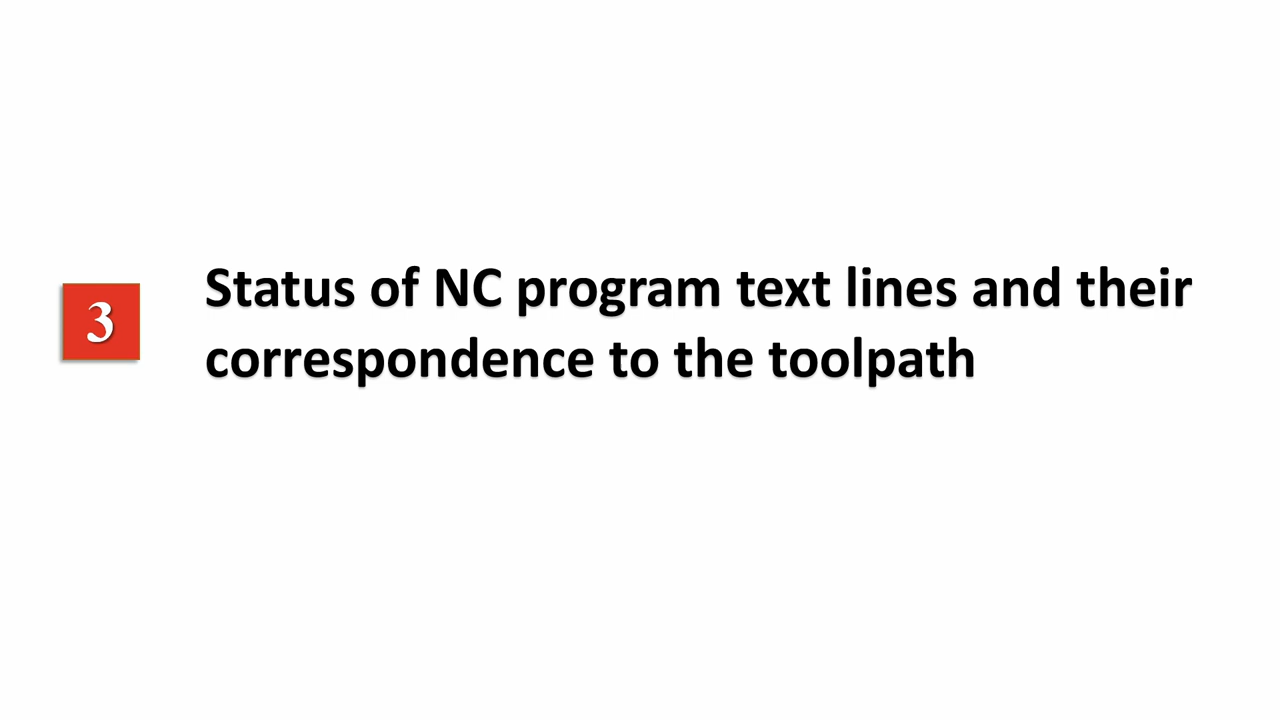 3
Status of NC program text lines and their
correspondence to the toolpath